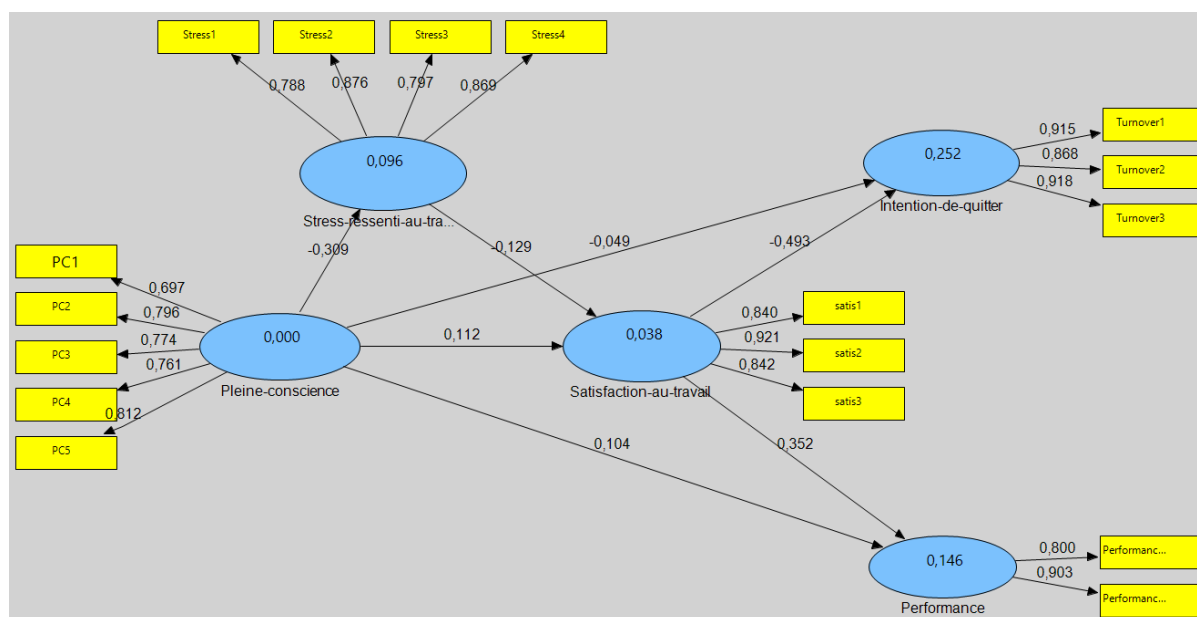 Stress1
Stress2
Stress3
Stress4
0,788
0,876
0,797
0,869
0,096
Stress-ressenti-au-tra...
0,252
Intention-de-quitter
0,915
0,868
0,918
Turnover1
Turnover2
Turnover3
-0,309
-0,129
-0,049
-0,493
PC1
PC2
PC3
PC4
PC5
0,697
0,796
0,774
0,761
0,812
0,000
Pleine-conscience
0,112
0,038
Satisfaction-au-travail
0,840
0,921
0,842
satis1
satis2
satis3
0,104
0,352
0,146
Performance
0,800
0,903
Performanc...
Performanc...